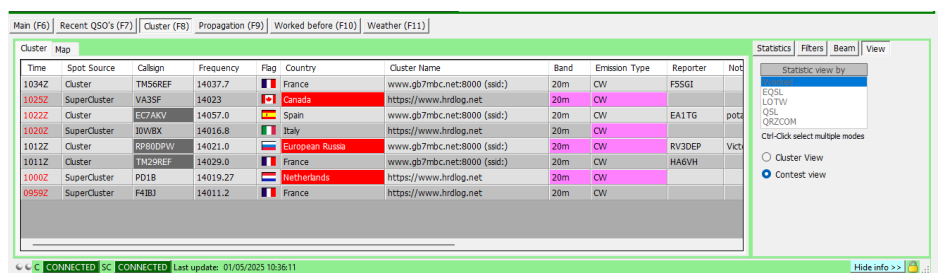 Main (F6) Recent QSO's (F7) Cluster (F8) Propagation (F9) Worked before (F10) Weather (F11)
Cluster Map
Time Spot Source Callsign Frequency Flag Country Cluster Name Band Emission Type Reporter Not
1034Z Cluster TM56REF 14037.7 France www.gb7mbc.net:8000 (ssid:) 20m CW F5SGI
1025Z SuperCluster VA3SF 14023 Canada https://www.hrdlog.net 20m CW
1022Z Cluster EC7AKV 14057.0 Spain www.gb7mbc.net:8000 (ssid:) 20m CW EA1TG pota
1020Z SuperCluster I0WBX 14016.8 Italy https://www.hrdlog.net 20m CW
1012Z Cluster RP80DPW 14021.0 European Russia www.gb7mbc.net:8000 (ssid:) 20m CW RV3DEP Victo
1011Z Cluster TM29REF 14029.0 France www.gb7mbc.net:8000 (ssid:) 20m CW HA6VH
1000Z SuperCluster PD1B 14019.27 Netherlands https://www.hrdlog.net 20m CW
0959Z SuperCluster F4IBJ 14011.2 France https://www.hrdlog.net 20m CW
Statistics Filters Beam View
Statistic view by
EQSL
LOTW
QSL
QRZCOM
Ctrl-Click select multiple modes
Cluster View
Contest view
C CONNECTED SC CONNECTED Last update: 01/05/2025 10:36:11
Hide info >>